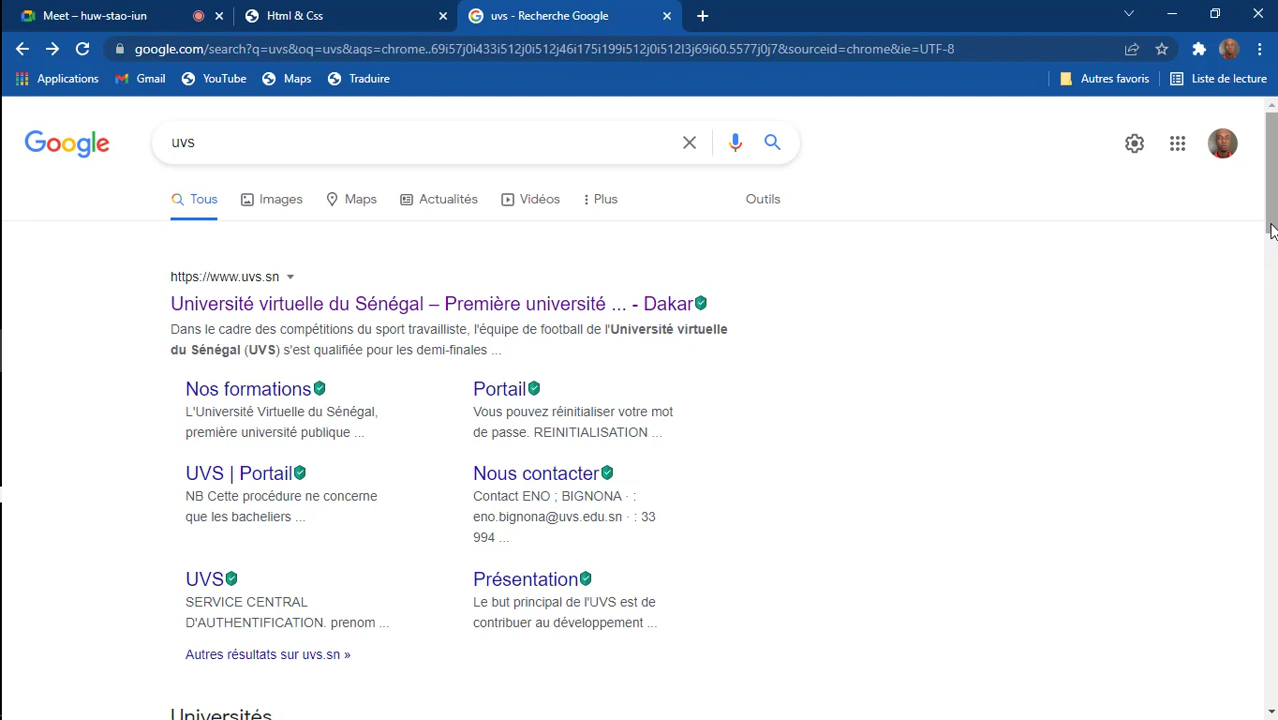 Meet – huw-stao-iun
Html & Css
uvs - Recherche Google
google.com/search?q=uvs&oq=uvs&aqs=chrome..69i57j0i433i512j0i512j46i175i199i512j0i512l3j69i60.5577j0j7&sourceid=chrome&ie=UTF-8
Applications
Gmail
YouTube
Maps
Traduire
Autres favoris
Liste de lecture
Google
uvs
Tous
Images
Maps
Actualités
Vidéos
Plus
Outils
https://www.uvs.sn
Université virtuelle du Sénégal – Première université ... - Dakar
Dans le cadre des compétitions du sport travailliste, l'équipe de football de l'Université virtuelle
du Sénégal (UVS) s'est qualifiée pour les demi-finales ...
Nos formations
L'Université Virtuelle du Sénégal,
première université publique ...
Portail
Vous pouvez réinitialiser votre mot
de passe. REINITIALISATION ...
UVS | Portail
NB Cette procédure ne concerne
que les bacheliers ...
Nous contacter
Contact ENO ; BIGNONA · :
eno.bignona@uvs.edu.sn · : 33
994 ...
UVS
SERVICE CENTRAL
D'AUTHENTIFICATION. prenom ...
Présentation
Le but principal de l'UVS est de
contribuer au développement ...
Autres résultats sur uvs.sn »
Universités